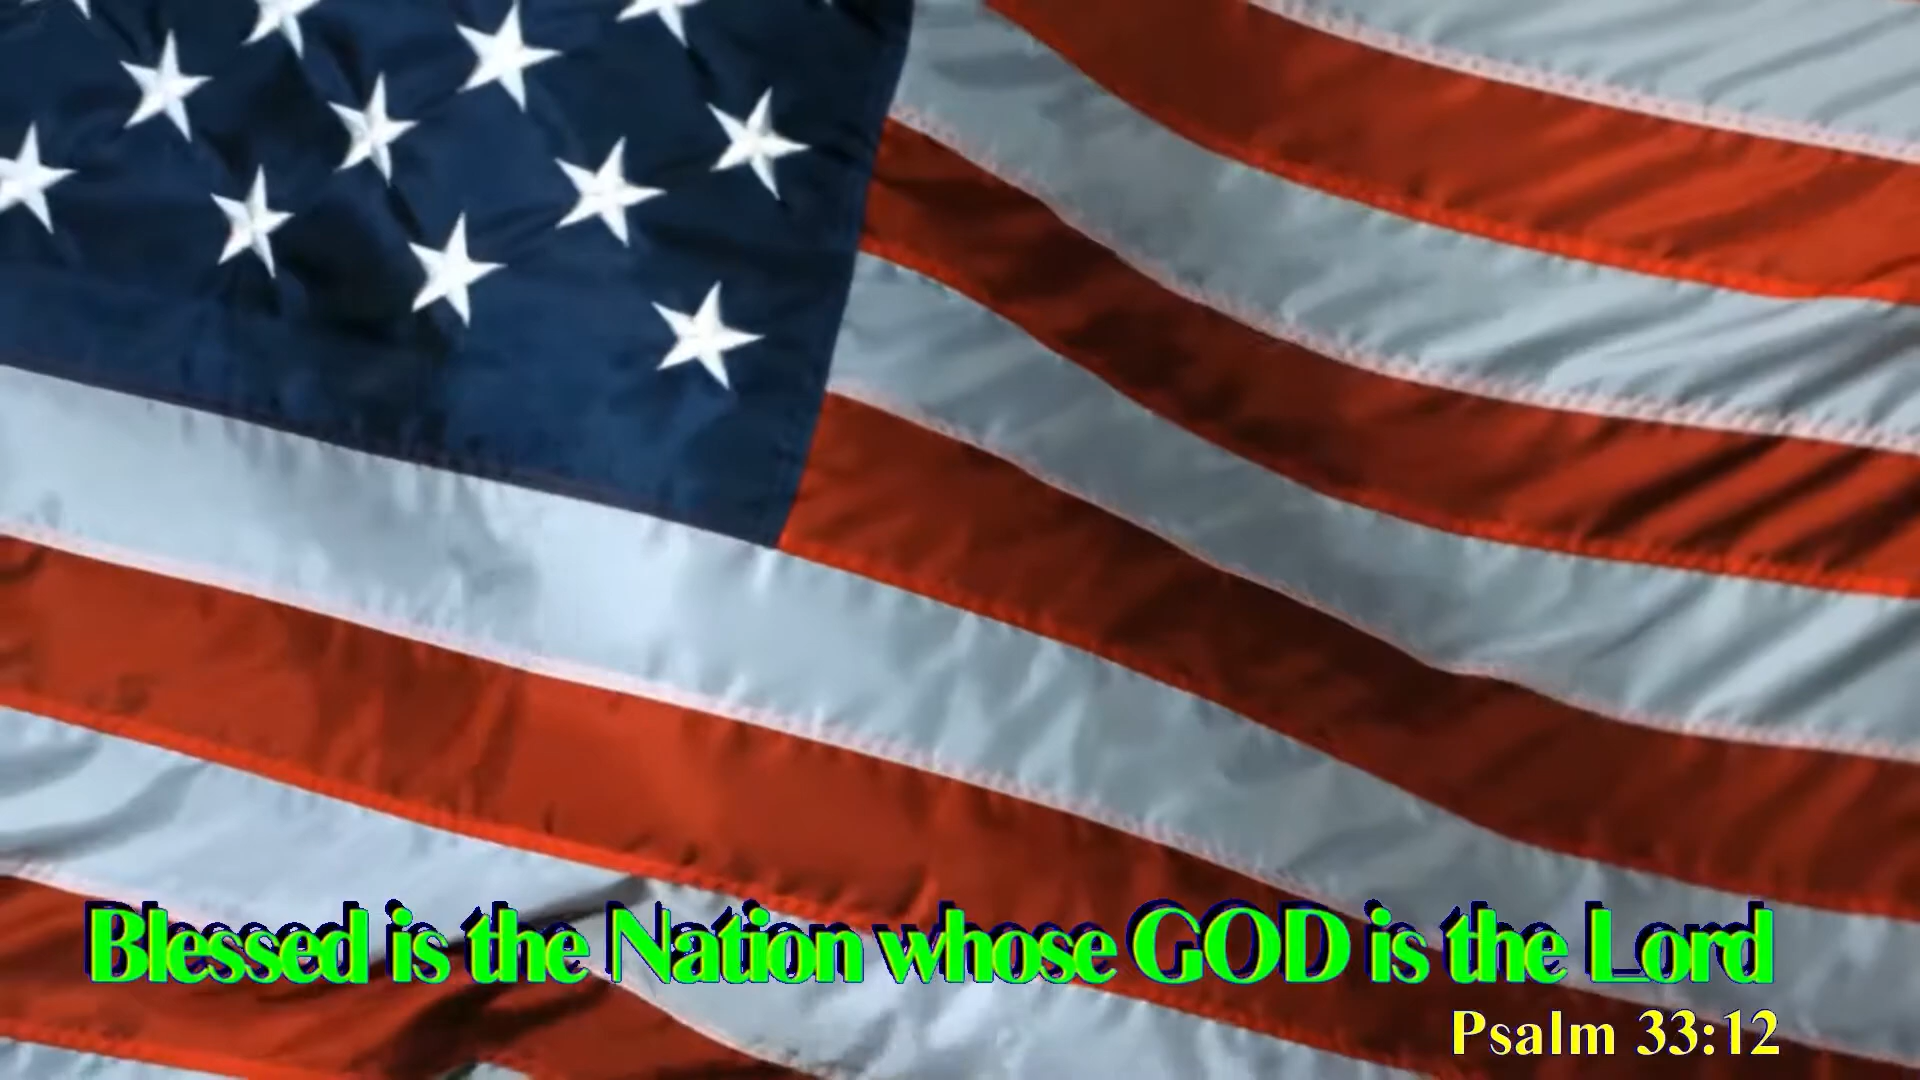 Blessed is the Nation whose GOD is the Lord
Psalm 33:12